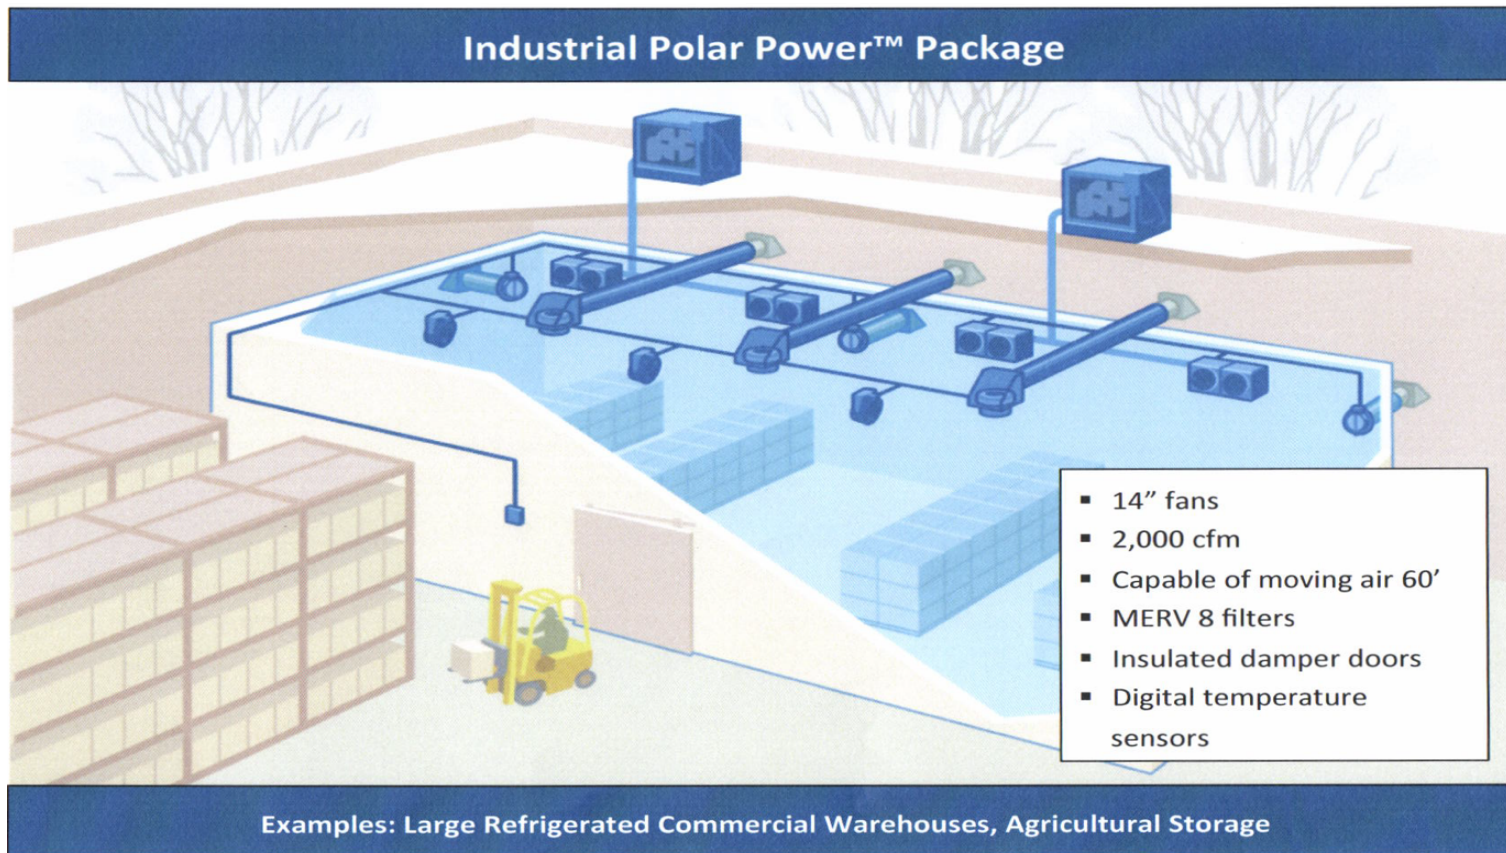 Industrial Polar Power™ Package
▪ 14” fans
▪ 2,000 cfm
▪ Capable of moving air 60’
▪ MERV 8 filters
▪ Insulated damper doors
▪ Digital temperature
sensors
Examples: Large Refrigerated Commercial Warehouses, Agricultural Storage